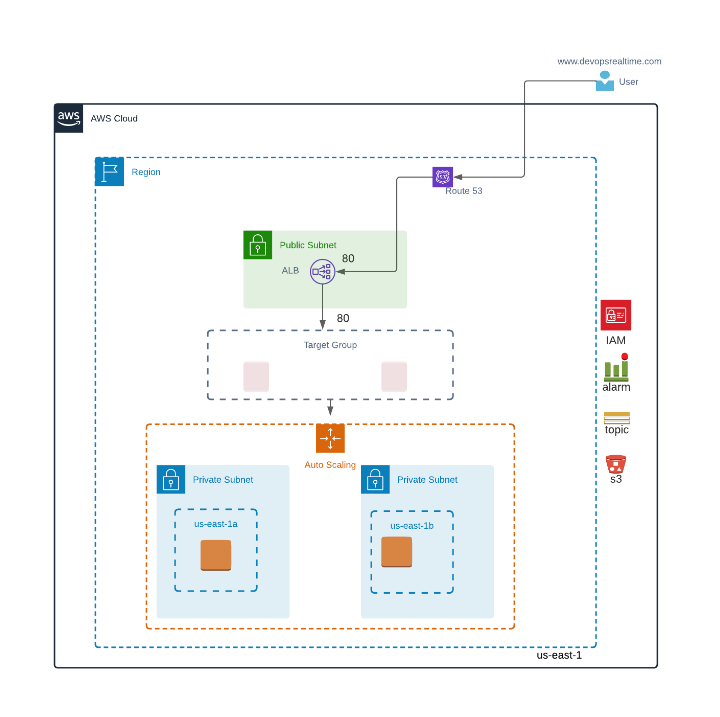 www.devopsrealtime.com
User
aws
AWS Cloud
Region
Route 53
Public Subnet
ALB
80
80
Target Group
IAM
alarm
topic
s3
Auto Scaling
Private Subnet
Private Subnet
us-east-1a
us-east-1b
us-east-1